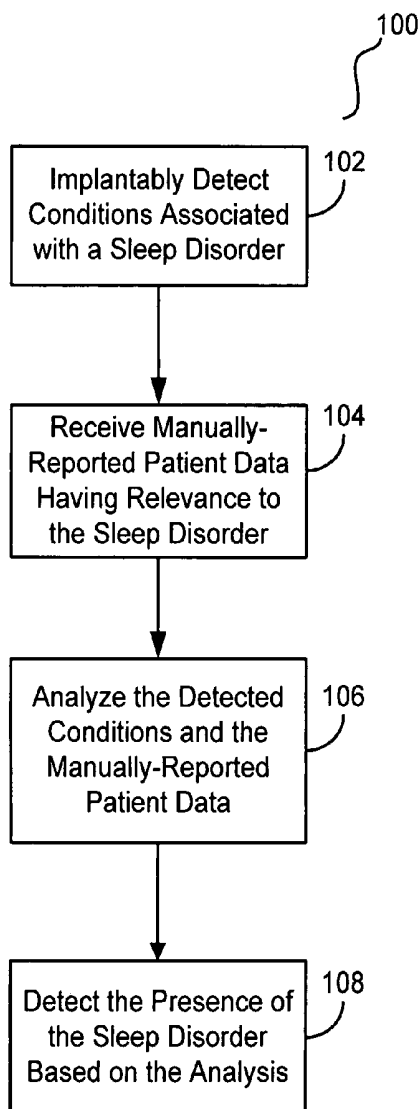 100
102
Implantably Detect
Conditions Associated
with a Sleep Disorder
104
Receive Manually-
Reported Patient Data
Having Relevance to
the Sleep Disorder
106
Analyze the Detected
Conditions and the
Manually-Reported
Patient Data
108
Detect the Presence of
the Sleep Disorder
Based on the Analysis